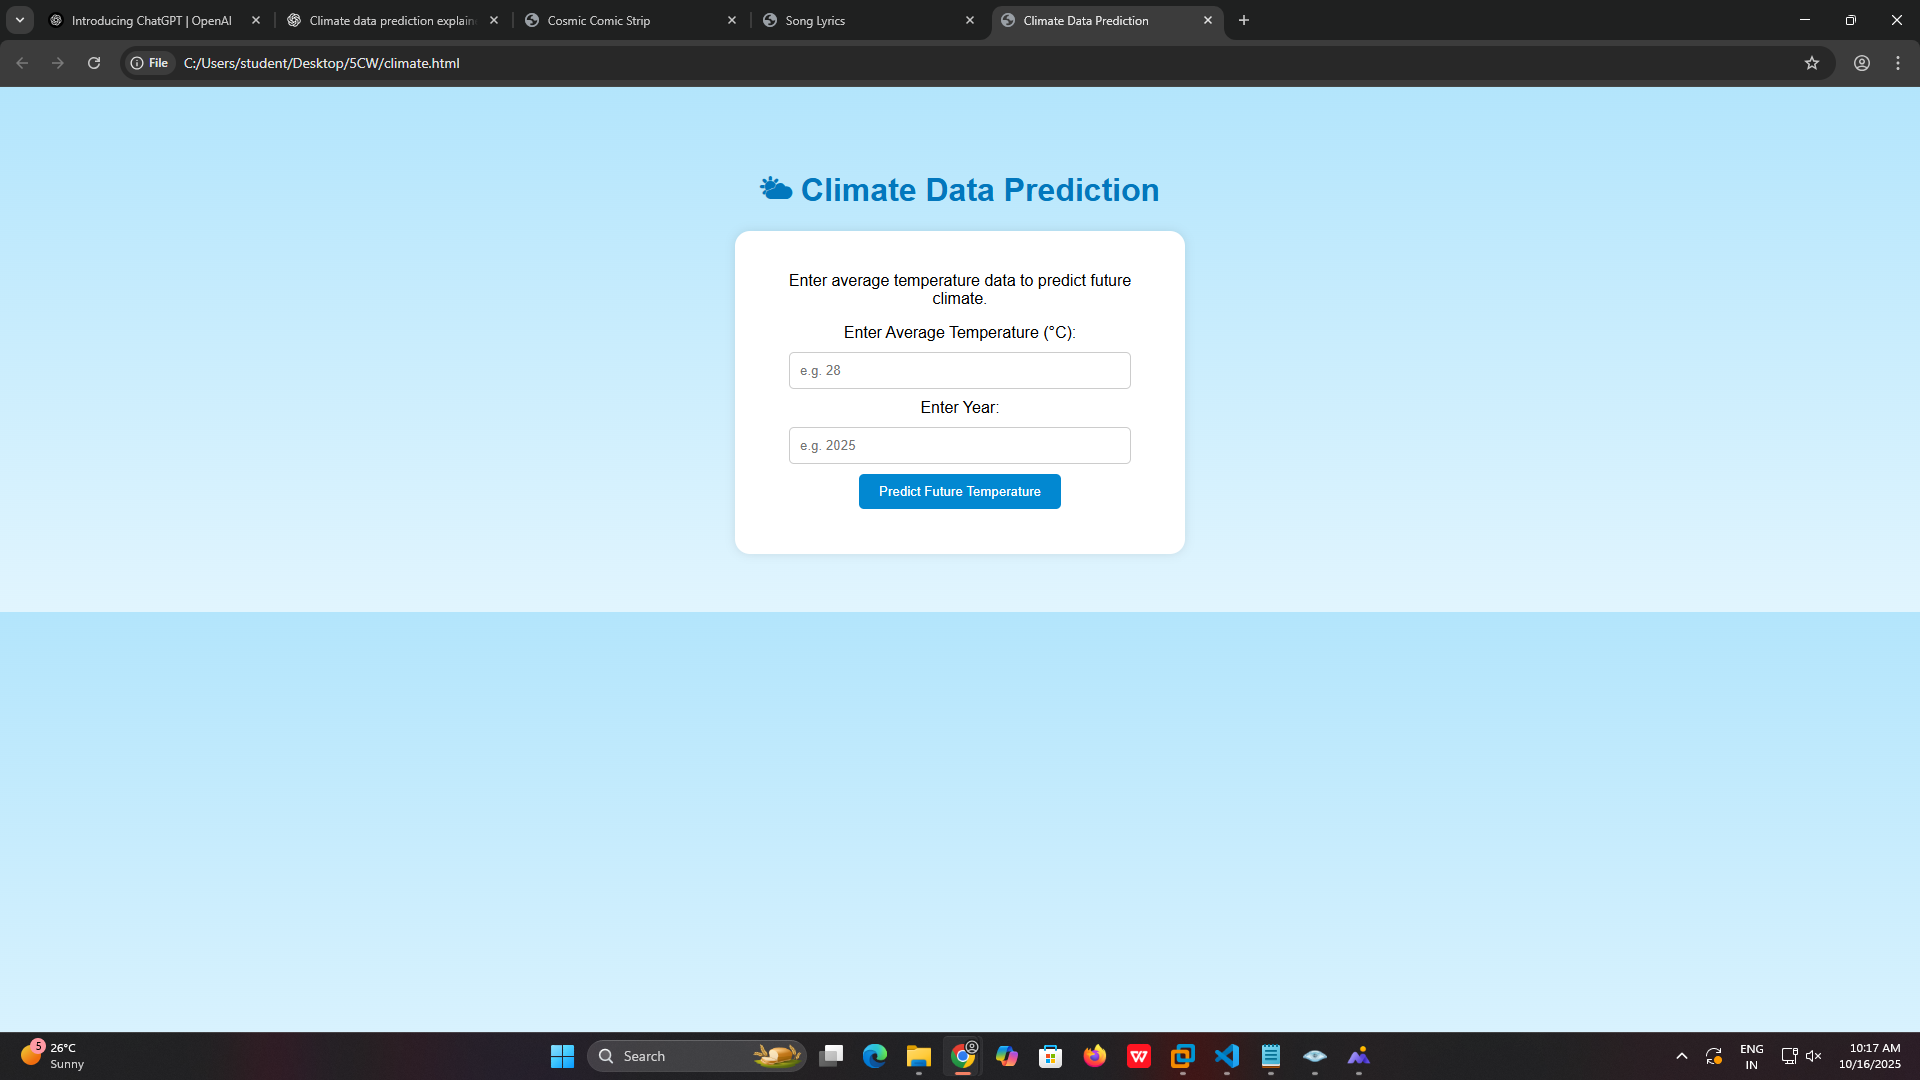 Introducing ChatGPT | OpenAI
Climate data prediction explain
Cosmic Comic Strip
Song Lyrics
Climate Data Prediction
File
C:/Users/student/Desktop/5CW/climate.html
Climate Data Prediction
Enter average temperature data to predict future
climate.
Enter Average Temperature (°C):
e.g. 28
Enter Year:
e.g. 2025
Predict Future Temperature
5
26°C
Sunny
Search
W
ENG
IN
10:17 AM
10/16/2025